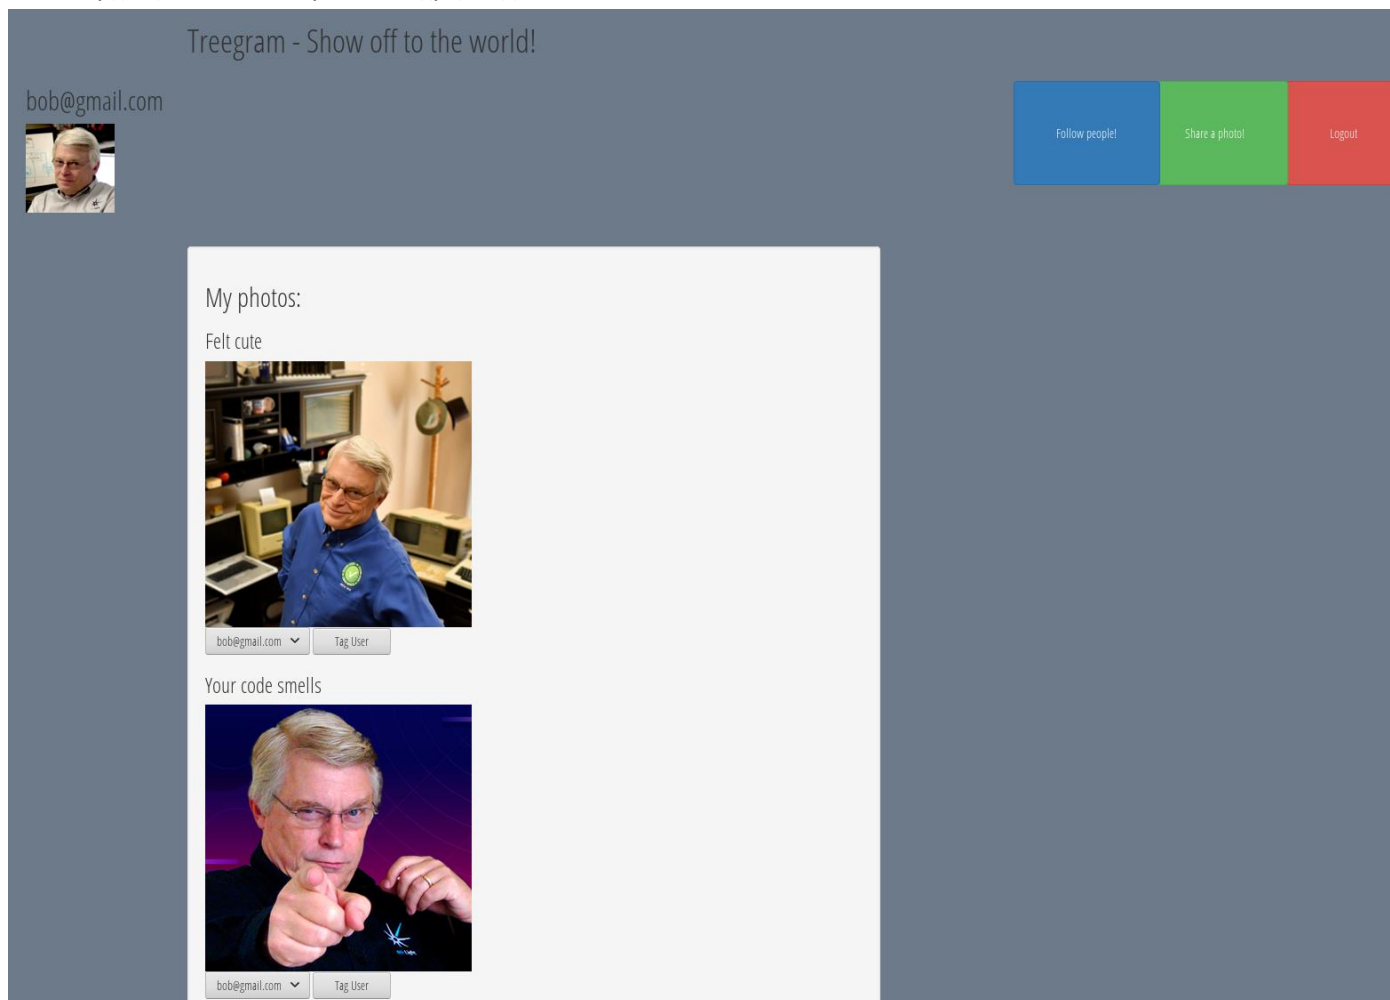 Treegram - Show off to the world!
bob@gmail.com
Follow people!
Share a photo!
Logout
My photos:
Felt cute
bob@gmail.com
Tag User
Your code smells
bob@gmail.com
Tag User